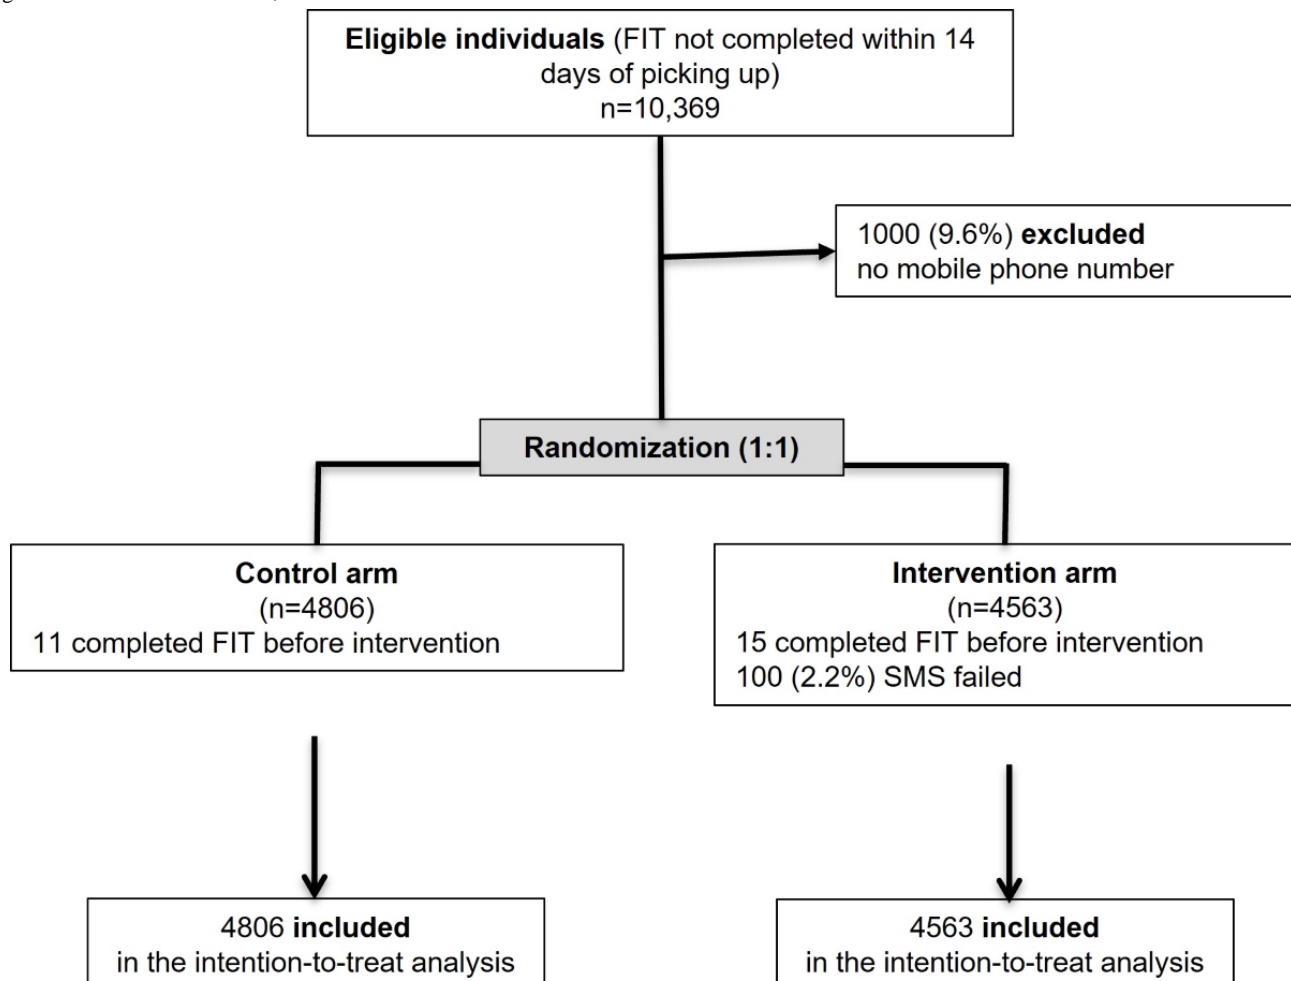 Eligible individuals (FIT not completed within 14
days of picking up)
n=10,369
1000 (9.6%) excluded
no mobile phone number
Randomization (1:1)
Control arm
(n=4806)
11 completed FIT before intervention
Intervention arm
(n=4563)
15 completed FIT before intervention
100 (2.2%) SMS failed
4806 included
in the intention-to-treat analysis
4563 included
in the intention-to-treat analysis